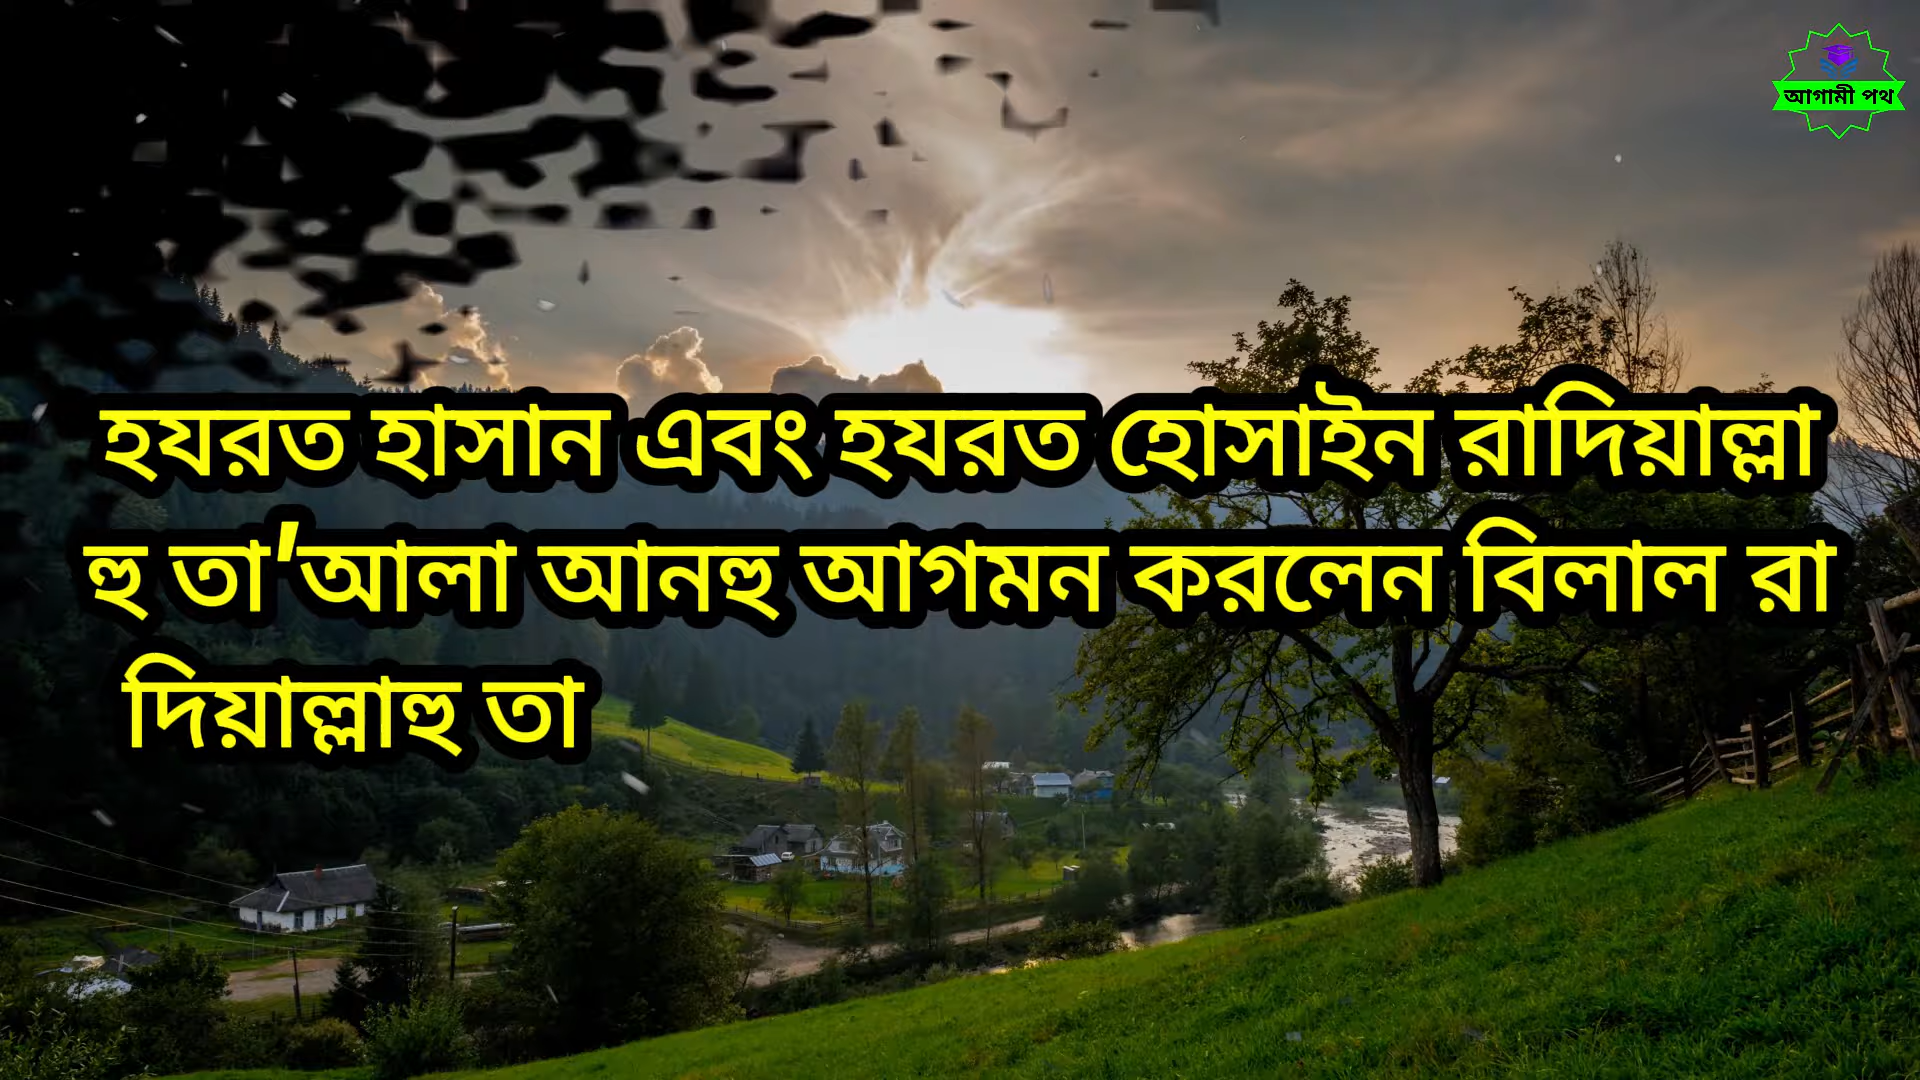 আগামী পথ
হযরত হাসান এবং হযরত হোসাইন রাদিয়াল্লা
হু তা'আলা আনহু আগমন করলেন বিলাল রা
দিয়াল্লাহু তা